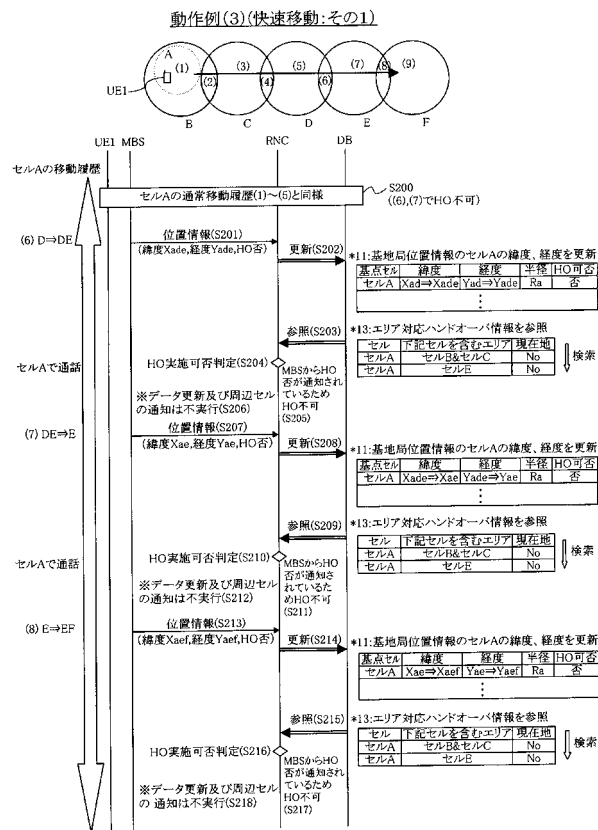 動作例(3)(快速移動:その1)
A
(1)
(2)
(3)
(4)
(5)
(6)
(7)
(8)
(9)
UE1
B
C
D
E
F
UE1 MBS RNC DB
セルAの移動履歴
セルAの通常移動履歴(1)～(5)と同様
S200
((6),(7)でHO不可)
(6) D⇒DE
位置情報(S201)
(緯度Xade,経度Yade,HO否)
更新(S202)
*11:基地局位置情報のセルAの緯度、経度を更新
基点セル 緯度 経度 半径 HO可否
セルA Xad⇒Xade Yad⇒Yade Ra 否
⋮
参照(S203)
*13:エリア対応ハンドオーバ情報を参照
セル 下記セルを含むエリア 現在地
セルA セルB&セルC No
セルA セルE No
検索
セルAで通話
HO実施可否判定(S204)
MBSからHO
否が通知され
ているため
HO不可
(S205)
※データ更新及び周辺セル
の通知は不実行(S206)
(7) DE⇒E
位置情報(S207)
(緯度Xae,経度Yae,HO否)
更新(S208)
*11:基地局位置情報のセルAの緯度、経度を更新
基点セル 緯度 経度 半径 HO可否
セルA Xade⇒Xae Yade⇒Yae Ra 否
⋮
参照(S209)
*13:エリア対応ハンドオーバ情報を参照
セル 下記セルを含むエリア 現在地
セルA セルB&セルC No
セルA セルE No
検索
セルAで通話
HO実施可否判定(S210)
MBSからHO
否が通知
されているた
めHO不可
(S211)
※データ更新及び周辺セル
の通知は不実行(S212)
(8) E⇒EF
位置情報(S213)
(緯度Xaef,経度Yaef,HO否)
更新(S214)
*11:基地局位置情報のセルAの緯度、経度を更新
基点セル 緯度 経度 半径 HO可否
セルA Xae⇒Xaef Yae⇒Yaef Ra 否
⋮
参照(S215)
*13:エリア対応ハンドオーバ情報を参照
セル 下記セルを含むエリア 現在地
セルA セルB&セルC No
セルA セルE No
検索
HO実施可否判定(S216)
MBSからHO
否が通知され
ているため
HO不可
(S217)
※データ更新及び周辺セル
の 通知は不実行(S218)